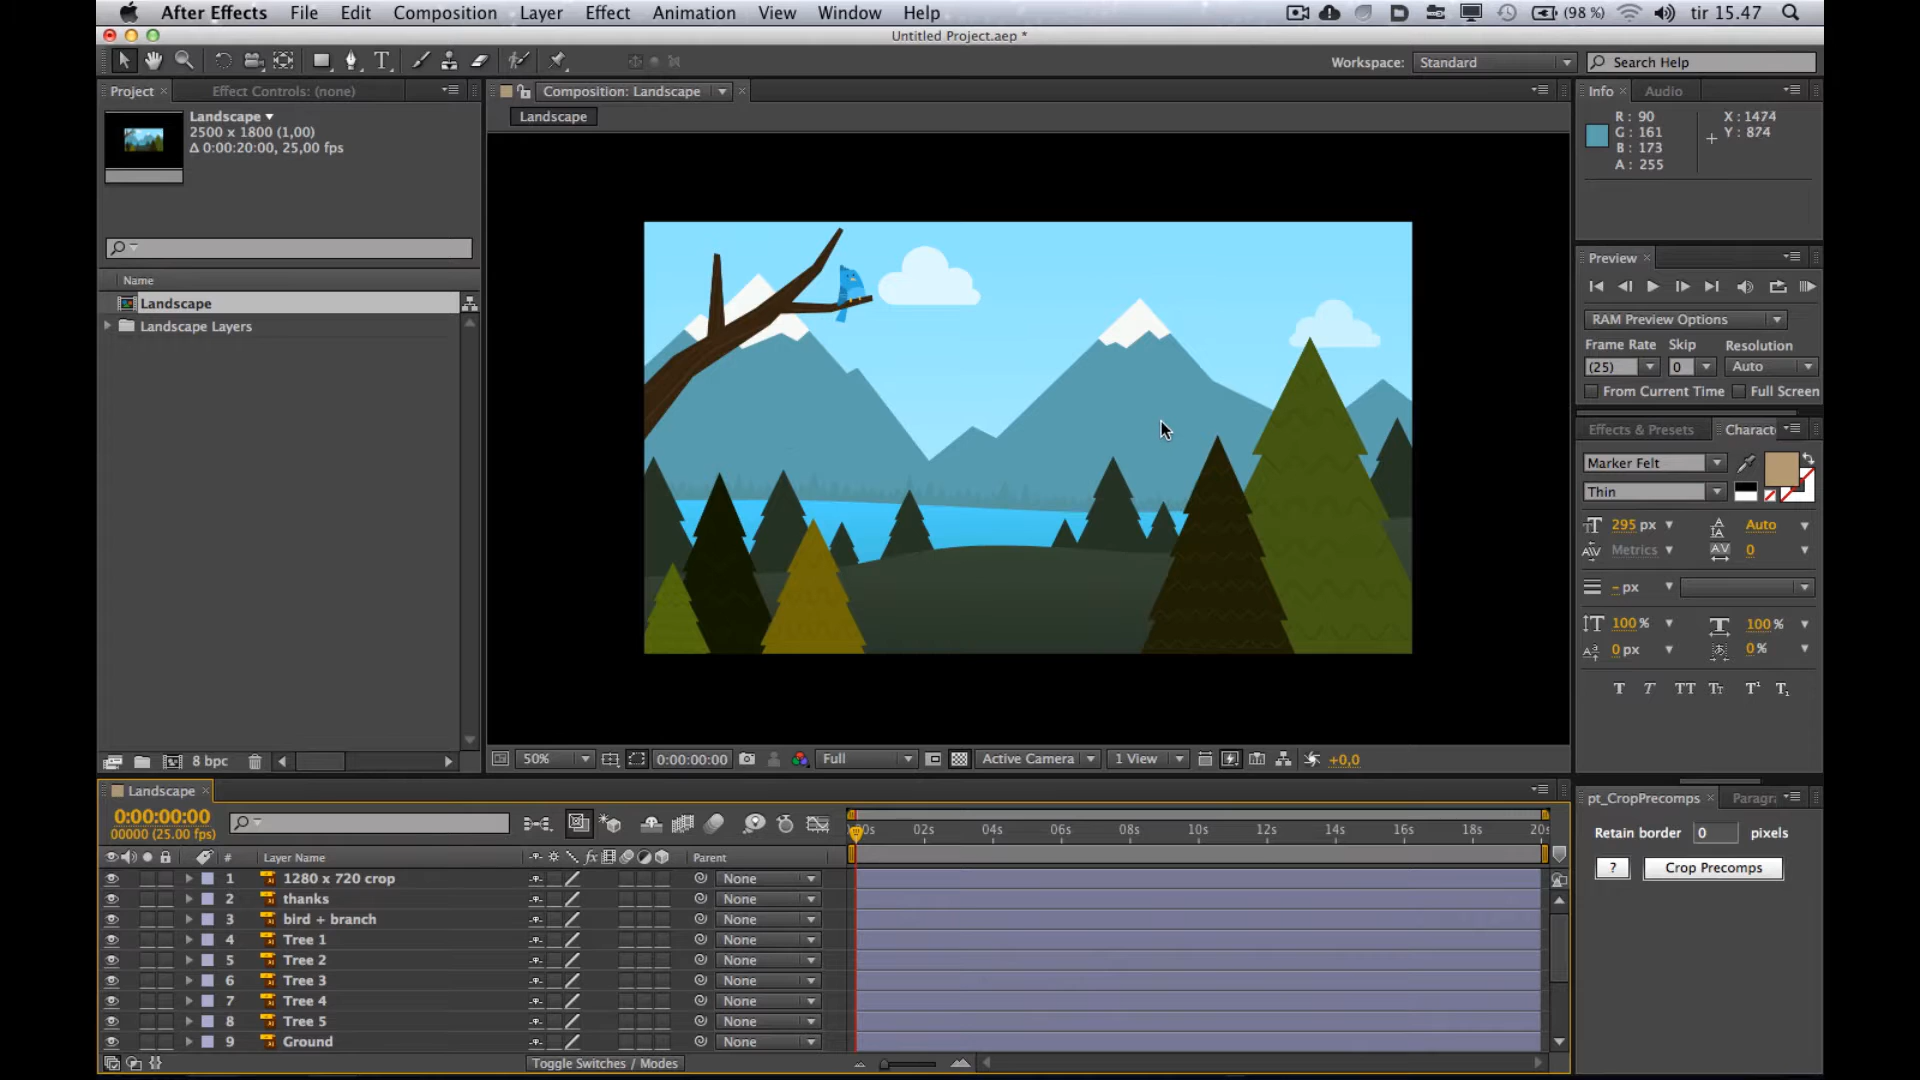 After Effects File Edit Composition Layer Effect Animation View Window Help (98 %) tir 15.47
Untitled Project.aep *
Workspace: Standard Search Help
Project Effect Controls: (none) Composition: Landscape Info Audio
Landscape
2500 x 1800 (1,00)
Δ 0:00:20:00, 25,00 fps
Landscape
R : 90
G : 161
B : 173
A : 255
X : 1474
Y : 874
Name
Landscape
Landscape Layers
Preview
RAM Preview Options
Frame Rate Skip Resolution
(25) 0 Auto
From Current Time Full Screen
Effects & Presets Charact
Marker Felt
Thin
295 px Auto
Metrics 0
- px
100 % 100 %
0 px 0 %
T T TT Tt T¹ T₁
8 bpc
50% 0:00:00:00 Full Active Camera 1 View +0,0
Landscape
0:00:00:00
00000 (25.00 fps)
02s 04s 06s 08s 10s 12s 14s 16s 18s 20s
# Layer Name fx Parent
1 1280 x 720 crop None
2 thanks None
3 bird + branch None
4 Tree 1 None
5 Tree 2 None
6 Tree 3 None
7 Tree 4 None
8 Tree 5 None
9 Ground None
Toggle Switches / Modes
pt_CropPrecomps Paragr
Retain border 0 pixels
? Crop Precomps